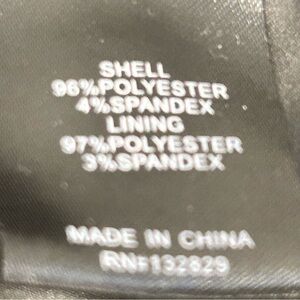 SHELL
96%POLYESTER
4%SPANDEX
LINING
97%POLYESTER
3%SPANDEX
MADE IN CHINA
RN#132829